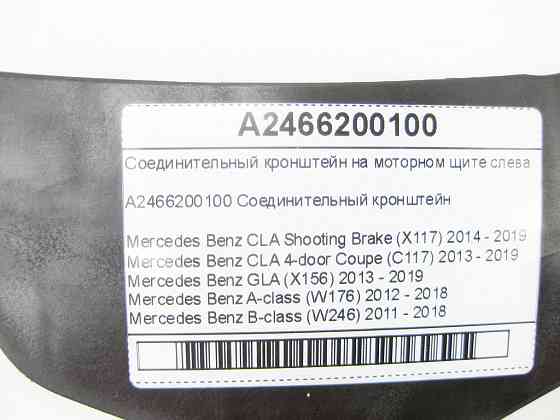 A2466200100
Соединительный кронштейн на моторном щите слева
A2466200100 Соединительный кронштейн
Mercedes Benz CLA Shooting Brake (X117) 2014 - 2019
Mercedes Benz CLA 4-door Coupe (C117) 2013 - 2019
Mercedes Benz GLA (X156) 2013 - 2019
Mercedes Benz A-class (W176) 2012 - 2018
Mercedes Benz B-class (W246) 2011 - 2018